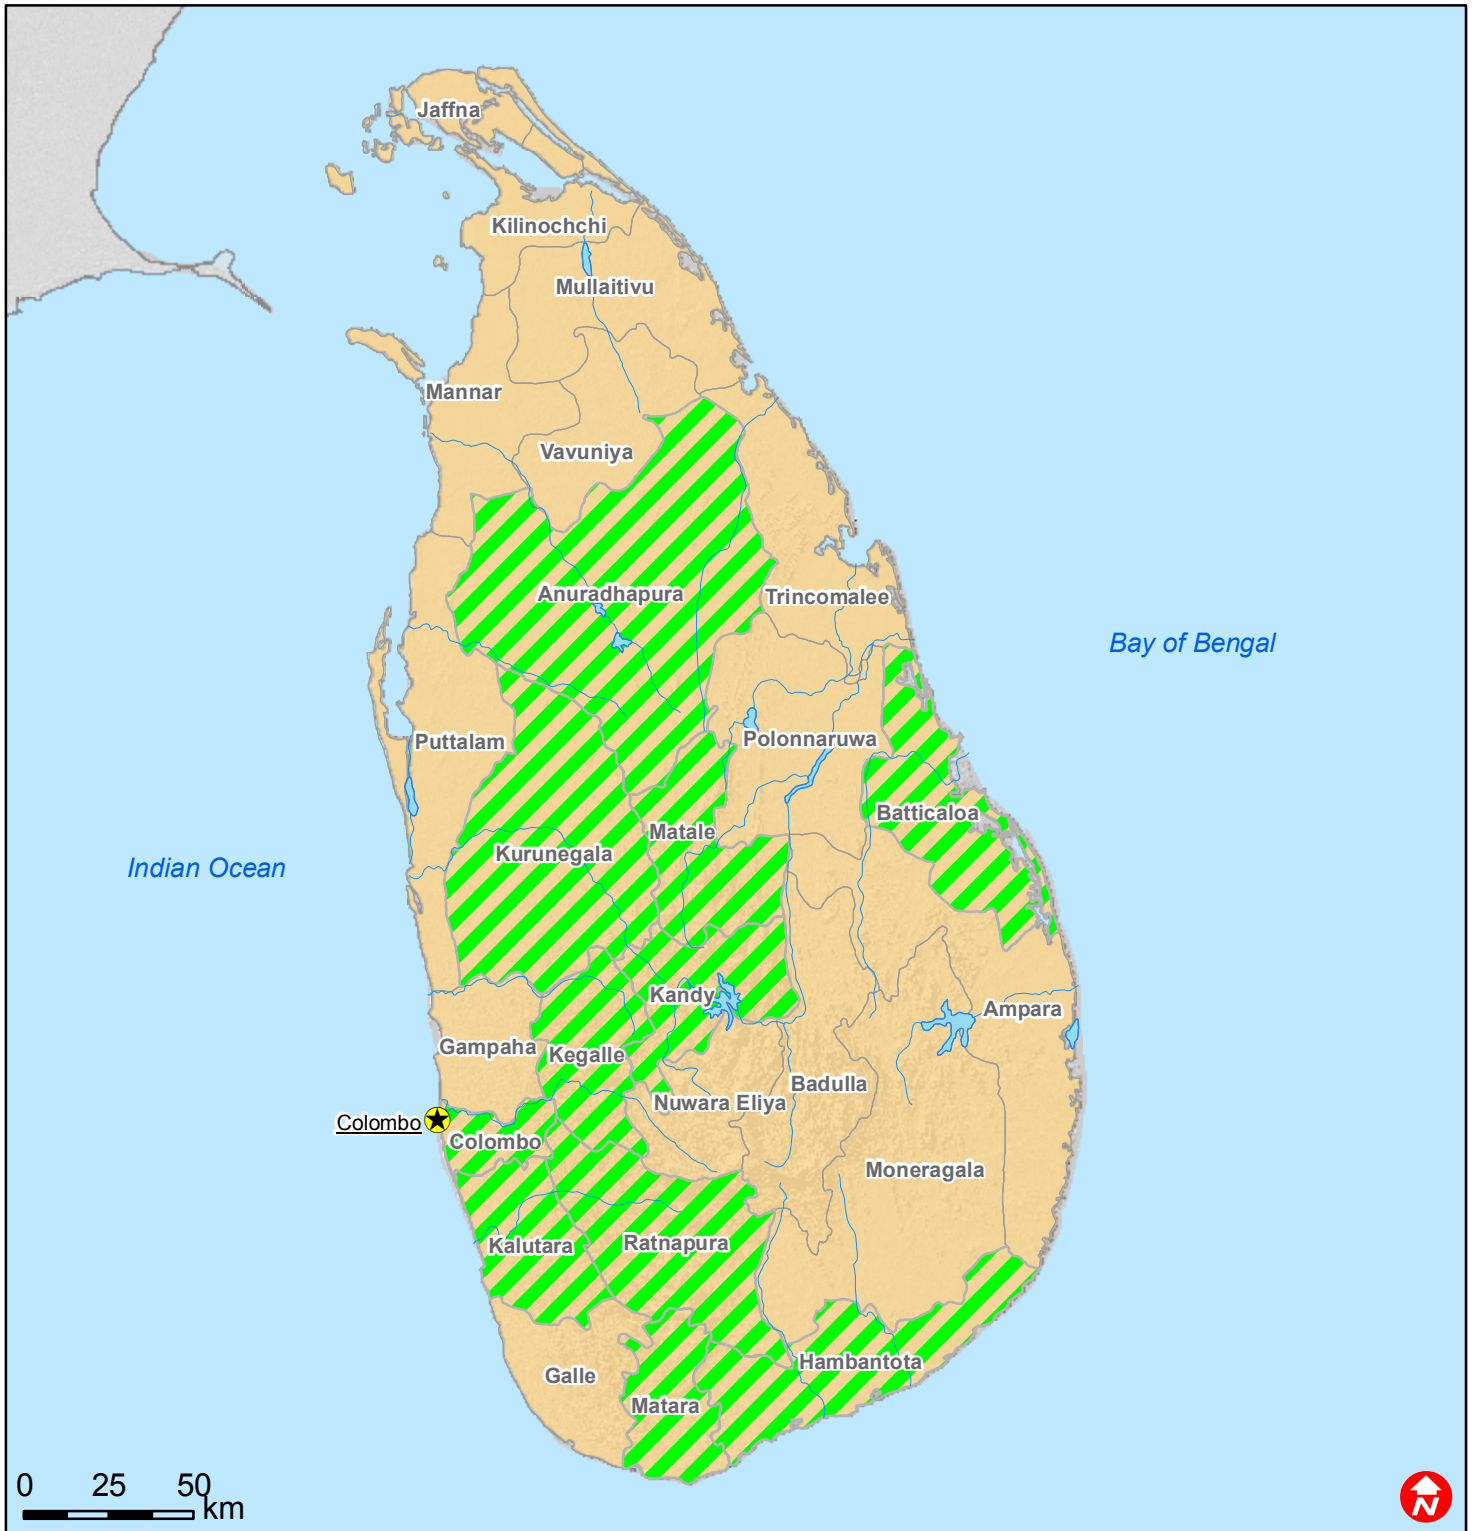 Jaffna
Kilinochchi
Mullaitivu
Mannar
Vavuniya
Anuradhapura
Trincomalee
Bay of Bengal
Puttalam
Polonnaruwa
Batticaloa
Matale
Kurunegala
Indian Ocean
Kandy
Ampara
Gampaha
Kegalle
Badulla
Nuwara Eliya
Colombo
Colombo
Moneragala
Kalutara
Ratnapura
Hambantota
Galle
Matara
0 25 50
km
N